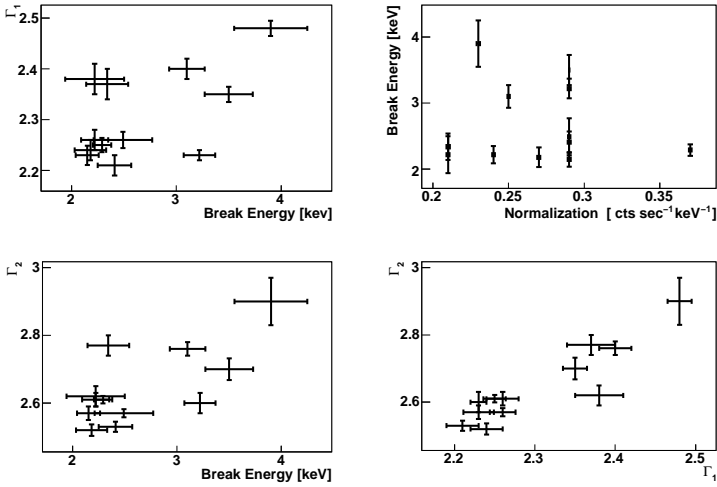 Γ1
2.5
2.4
2.3
2.2
2 3 4
Break Energy [kev]
Break Energy [keV]
4
3
2
0.2 0.25 0.3 0.35
Normalization [ cts sec⁻¹ keV⁻¹]
Γ2
3
2.8
2.6
2 3 4
Break Energy [keV]
Γ2
3
2.8
2.6
2.2 2.3 2.4 2.5
Γ1